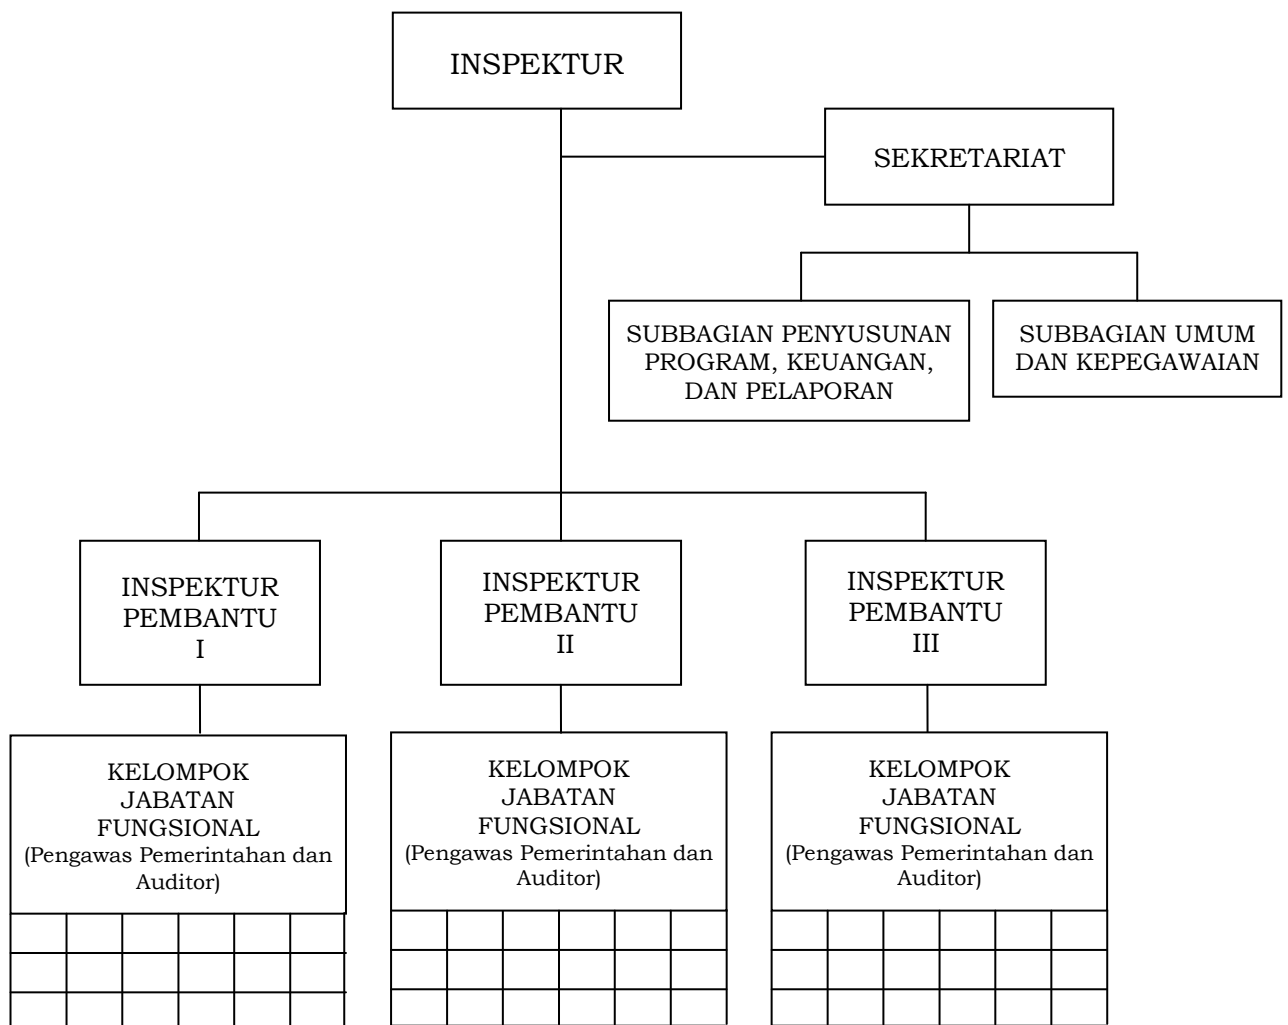 INSPEKTUR
SEKRETARIAT
SUBBAGIAN PENYUSUNAN
PROGRAM, KEUANGAN,
DAN PELAPORAN
SUBBAGIAN UMUM
DAN KEPEGAWAIAN
INSPEKTUR
PEMBANTU
I
INSPEKTUR
PEMBANTU
II
INSPEKTUR
PEMBANTU
III
KELOMPOK
JABATAN
FUNGSIONAL
(Pengawas Pemerintahan dan
Auditor)
KELOMPOK
JABATAN
FUNGSIONAL
(Pengawas Pemerintahan dan
Auditor)
KELOMPOK
JABATAN
FUNGSIONAL
(Pengawas Pemerintahan dan
Auditor)